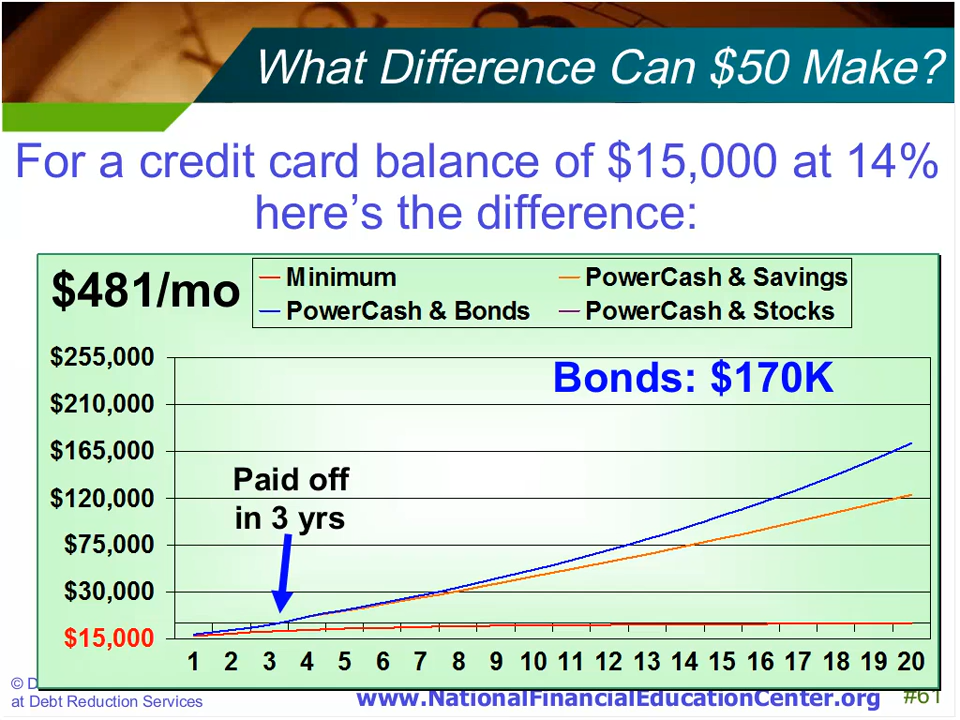 What Difference Can $50 Make?
For a credit card balance of $15,000 at 14%
here’s the difference:
$481/mo
Minimum
PowerCash & Savings
PowerCash & Bonds
PowerCash & Stocks
$255,000
Bonds: $170K
$210,000
$165,000
Paid off
in 3 yrs
$120,000
$75,000
$30,000
$15,000
1 2 3 4 5 6 7 8 9 10 11 12 13 14 15 16 17 18 19 20
© D
at Debt Reduction Services
www.NationalFinancialEducationCenter.org
#61